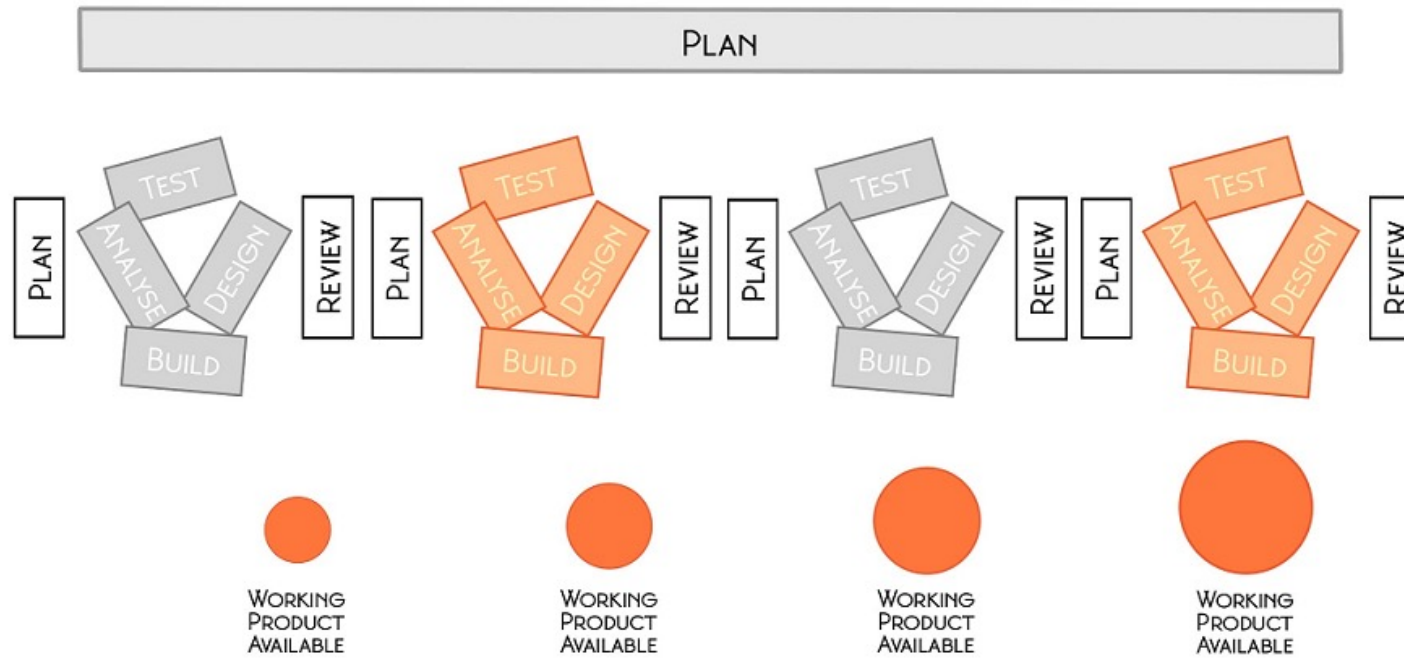 PLAN
PLAN
TEST
ANALYSE
DESIGN
BUILD
REVIEW
PLAN
TEST
ANALYSE
DESIGN
BUILD
REVIEW
PLAN
TEST
ANALYSE
DESIGN
BUILD
REVIEW
PLAN
TEST
ANALYSE
DESIGN
BUILD
REVIEW
WORKING
PRODUCT
AVAILABLE
WORKING
PRODUCT
AVAILABLE
WORKING
PRODUCT
AVAILABLE
WORKING
PRODUCT
AVAILABLE